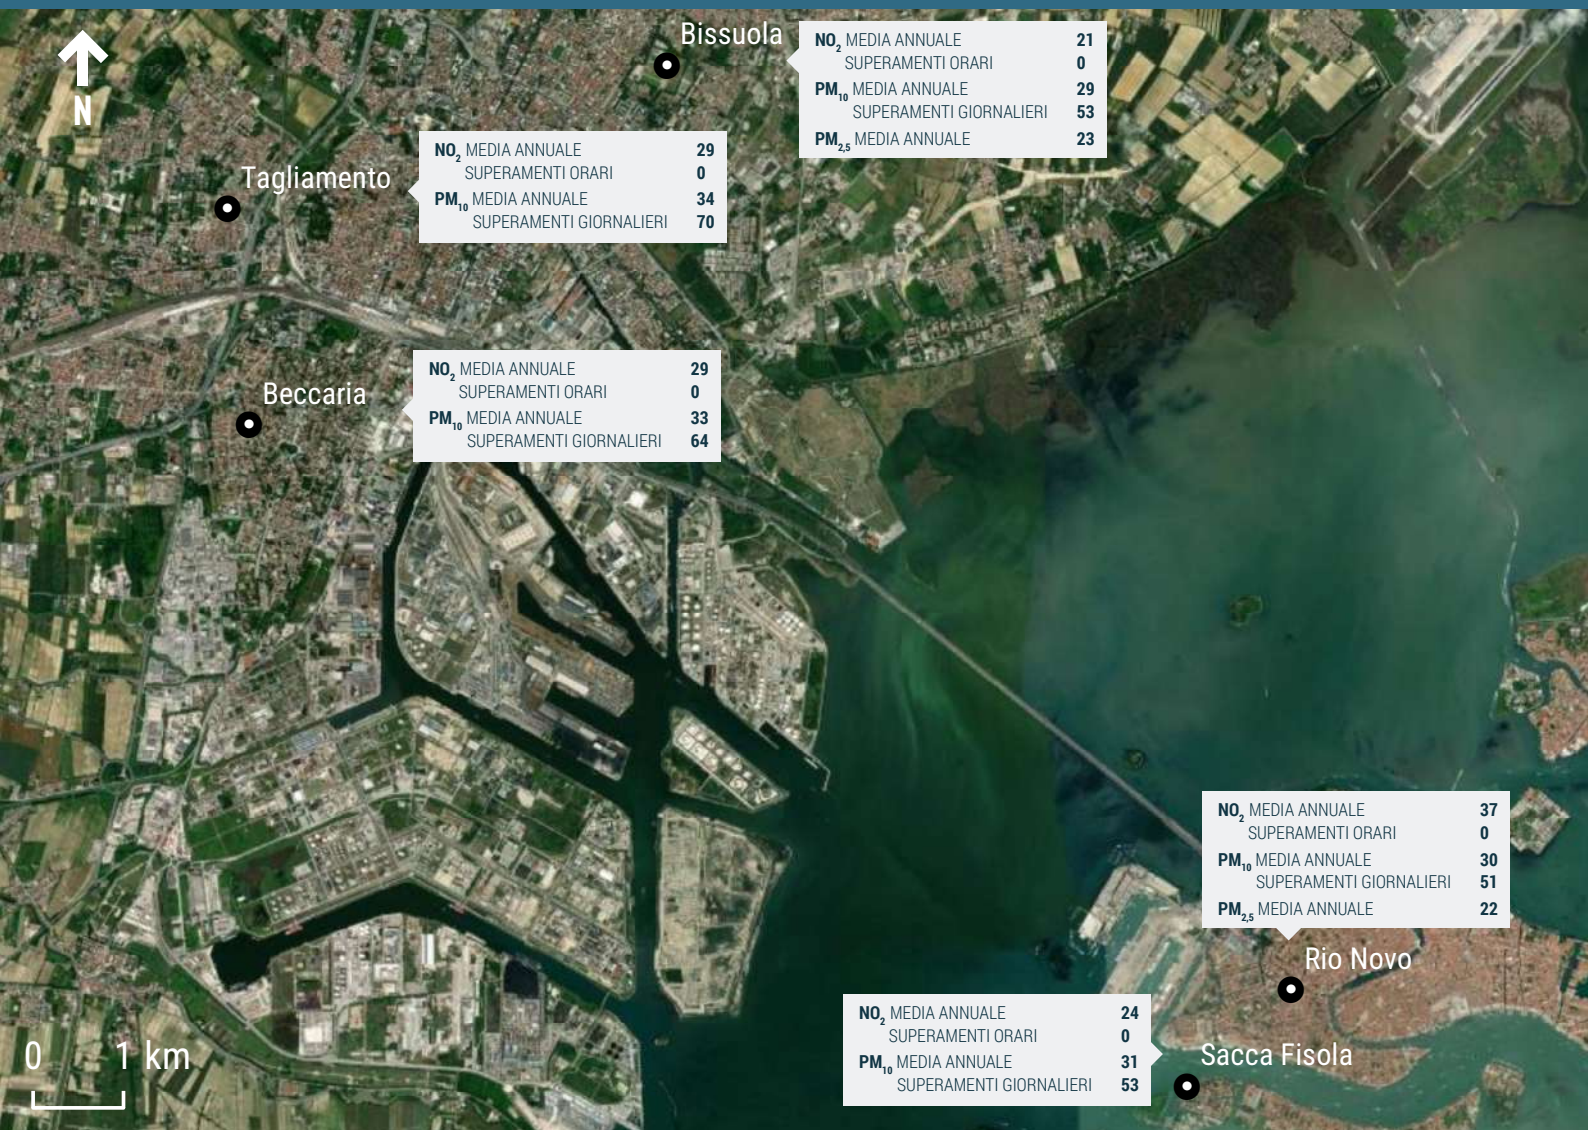 N
Bissuola
NO2 MEDIA ANNUALE 21
SUPERAMENTI ORARI 0
PM10 MEDIA ANNUALE 29
SUPERAMENTI GIORNALIERI 53
PM2,5 MEDIA ANNUALE 23
Tagliamento
NO2 MEDIA ANNUALE 29
SUPERAMENTI ORARI 0
PM10 MEDIA ANNUALE 34
SUPERAMENTI GIORNALIERI 70
Beccaria
NO2 MEDIA ANNUALE 29
SUPERAMENTI ORARI 0
PM10 MEDIA ANNUALE 33
SUPERAMENTI GIORNALIERI 64
NO2 MEDIA ANNUALE 37
SUPERAMENTI ORARI 0
PM10 MEDIA ANNUALE 30
SUPERAMENTI GIORNALIERI 51
PM2,5 MEDIA ANNUALE 22
Rio Novo
NO2 MEDIA ANNUALE 24
SUPERAMENTI ORARI 0
PM10 MEDIA ANNUALE 31
SUPERAMENTI GIORNALIERI 53
Sacca Fisola
0 1 km